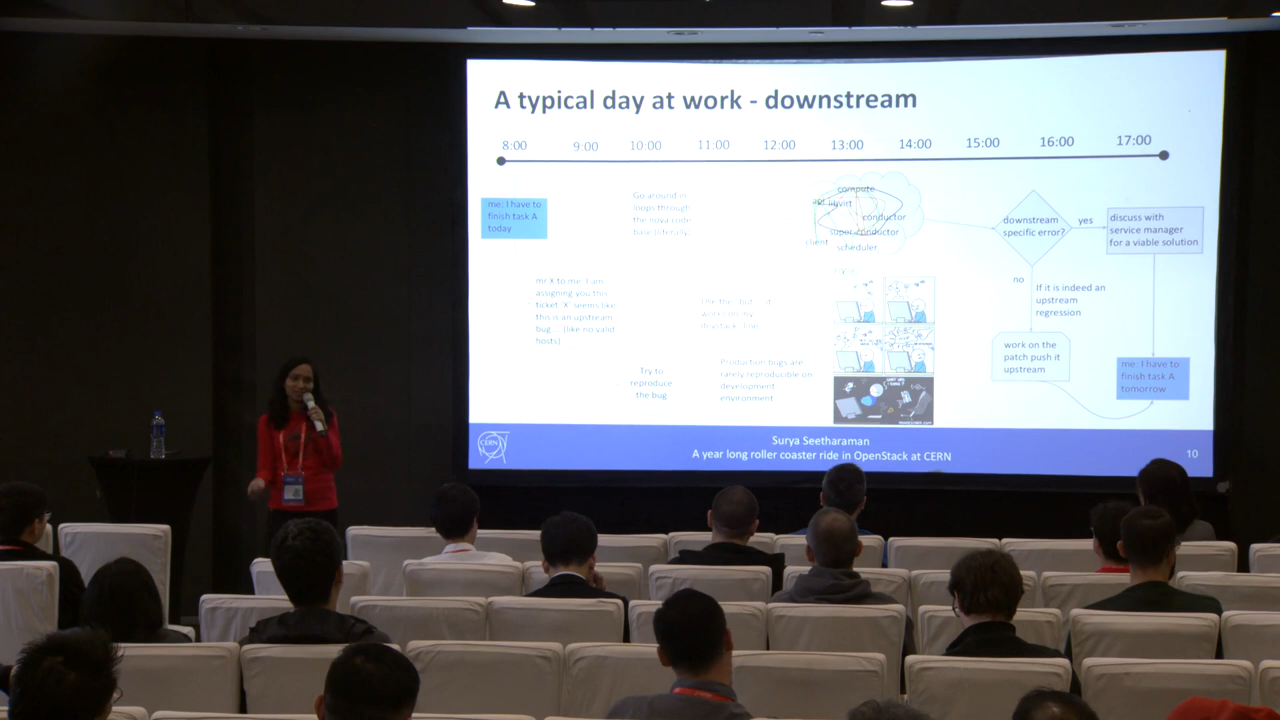 A typical day at work - downstream
8:00
9:00
10:00
11:00
12:00
13:00
14:00
15:00
16:00
17:00
me: I have to
finish task A
today
Go around in
loops through
the nova code
base (literally)
mr X to me: I am
assigning you this
ticket 'X' seems like
this is an upstream
bug... (like no valid
hosts)
works on my
devstack
Try to
reproduce
the bug
Production bugs are
rarely reproducible on
development
environment
compute
libvirt
conductor
super conductor
client
scheduler
downstream
specific error?
yes
discuss with
service manager
for a viable solution
no
If it is indeed an
upstream
regression
work on the
patch push it
upstream
me: I have to
finish task A
tomorrow
CERN
Surya Seetharaman
A year long roller coaster ride in OpenStack at CERN
10